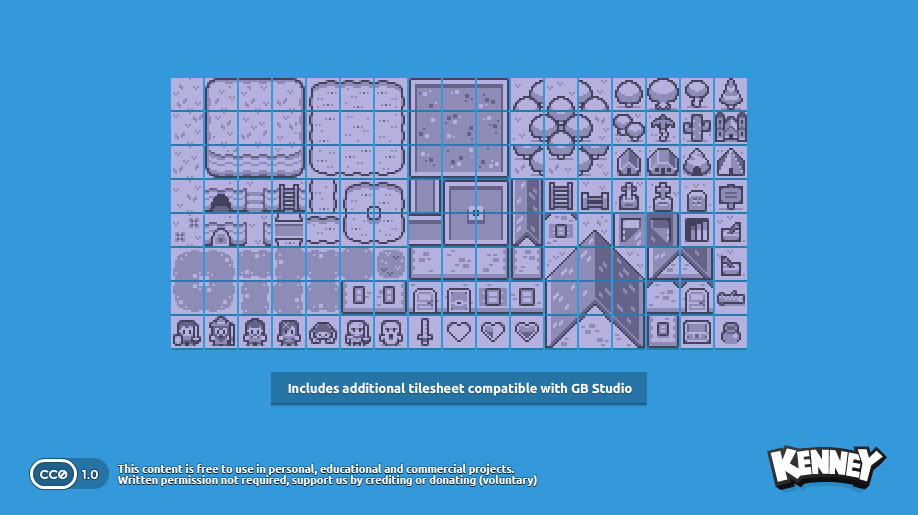 Includes additional tilesheet compatible with GB Studio
CC0 1.0
This content is free to use in personal, educational and commercial projects.
Written permission not required, support us by crediting or donating (voluntary)
KENNEY